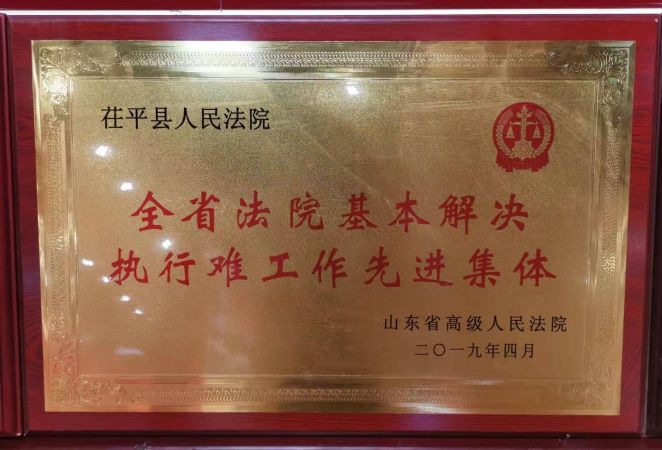 茌平县人民法院
全省法院基本解决
执行难工作先进集体
山东省高级人民法院
二〇一九年四月